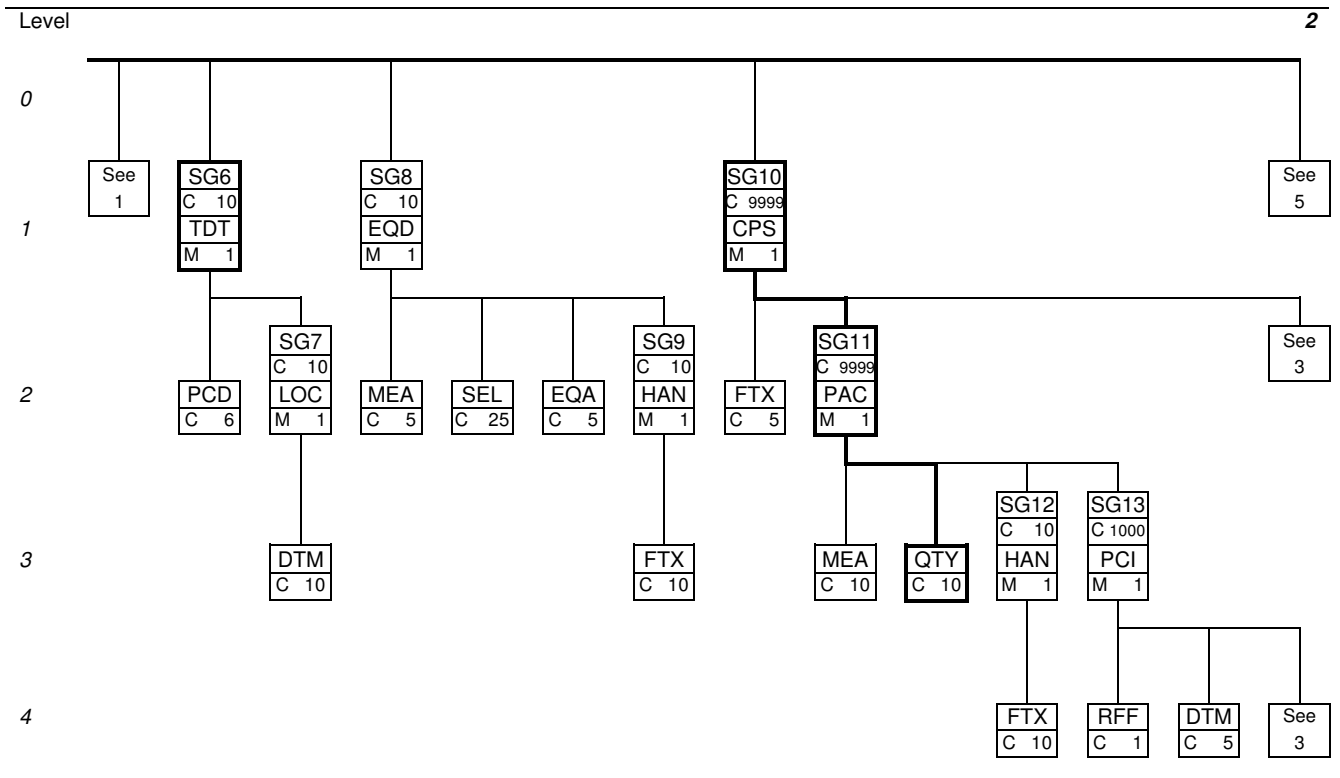 Level 2
0
See SG6 SG8 SG10 See
1 C 10 C 10 C 9999 5
1 TDT EQD CPS
M 1 M 1 M 1
SG7 SG9 SG11 See
C 10 C 10 C 9999 3
2 PCD LOC MEA SEL EQA HAN FTX PAC
C 6 M 1 C 5 C 25 C 5 M 1 C 5 M 1
SG12 SG13
C 10 C 1000
3 DTM FTX MEA QTY HAN PCI
C 10 C 10 C 10 C 10 M 1 M 1
4 FTX RFF DTM See
C 10 C 1 C 5 3